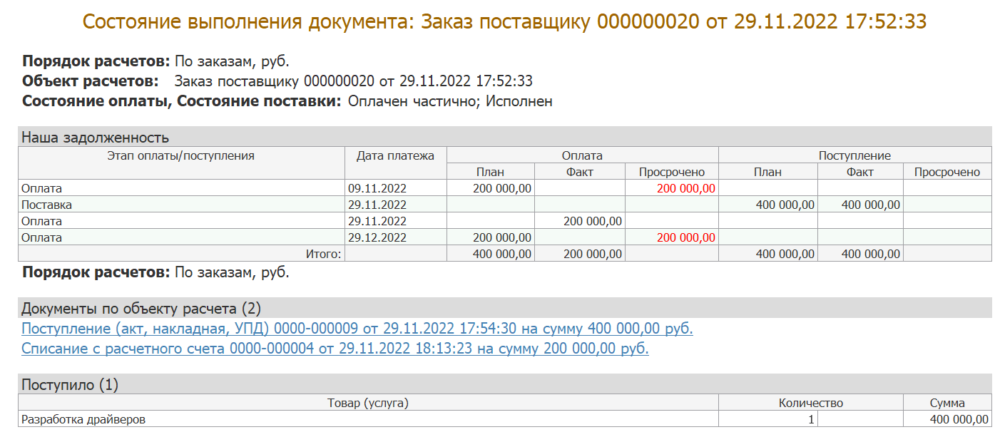 Состояние выполнения документа: Заказ поставщику 000000020 от 29.11.2022 17:52:33
Порядок расчетов: По заказам, руб.
Объект расчетов: Заказ поставщику 000000020 от 29.11.2022 17:52:33
Состояние оплаты, Состояние поставки: Оплачен частично; Исполнен
Наша задолженность
Этап оплаты/поступления Дата платежа Оплата Поступление
План Факт Просрочено План Факт Просрочено
Оплата 09.11.2022 200 000,00 200 000,00
Поставка 29.11.2022 400 000,00 400 000,00
Оплата 29.11.2022 200 000,00
Оплата 29.12.2022 200 000,00 200 000,00
Итого: 400 000,00 200 000,00 400 000,00 400 000,00
Порядок расчетов: По заказам, руб.
Документы по объекту расчета (2)
Поступление (акт, накладная, УПД) 0000-000009 от 29.11.2022 17:54:30 на сумму 400 000,00 руб.
Списание с расчетного счета 0000-000004 от 29.11.2022 18:13:23 на сумму 200 000,00 руб.
Поступило (1)
Товар (услуга) Количество Сумма
Разработка драйверов 1 400 000,00